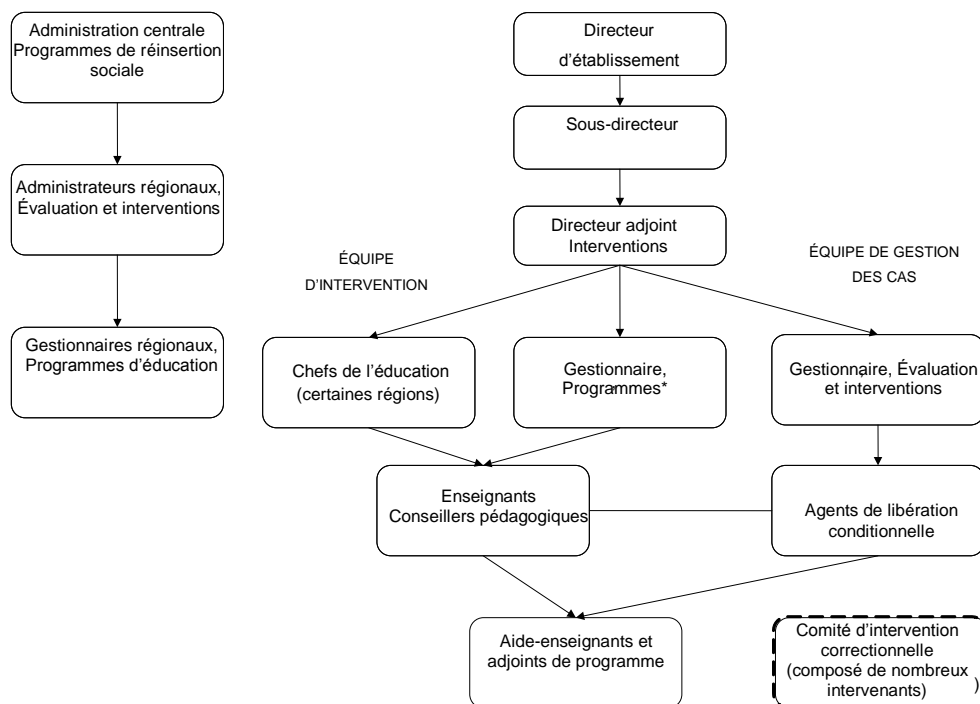 Administration centrale
Programmes de réinsertion
sociale
Administrateurs régionaux,
Évaluation et interventions
Gestionnaires régionaux,
Programmes d'éducation
Directeur
d'établissement
Sous-directeur
Directeur adjoint
Interventions
ÉQUIPE
D'INTERVENTION
ÉQUIPE DE GESTION
DES CAS
Chefs de l'éducation
(certaines régions)
Gestionnaire,
Programmes*
Gestionnaire, Évaluation
et interventions
Enseignants
Conseillers pédagogiques
Agents de libération
conditionnelle
Aide-enseignants et
adjoints de programme
Comité d'intervention
correctionnelle
(composé de nombreux
intervenants)
)